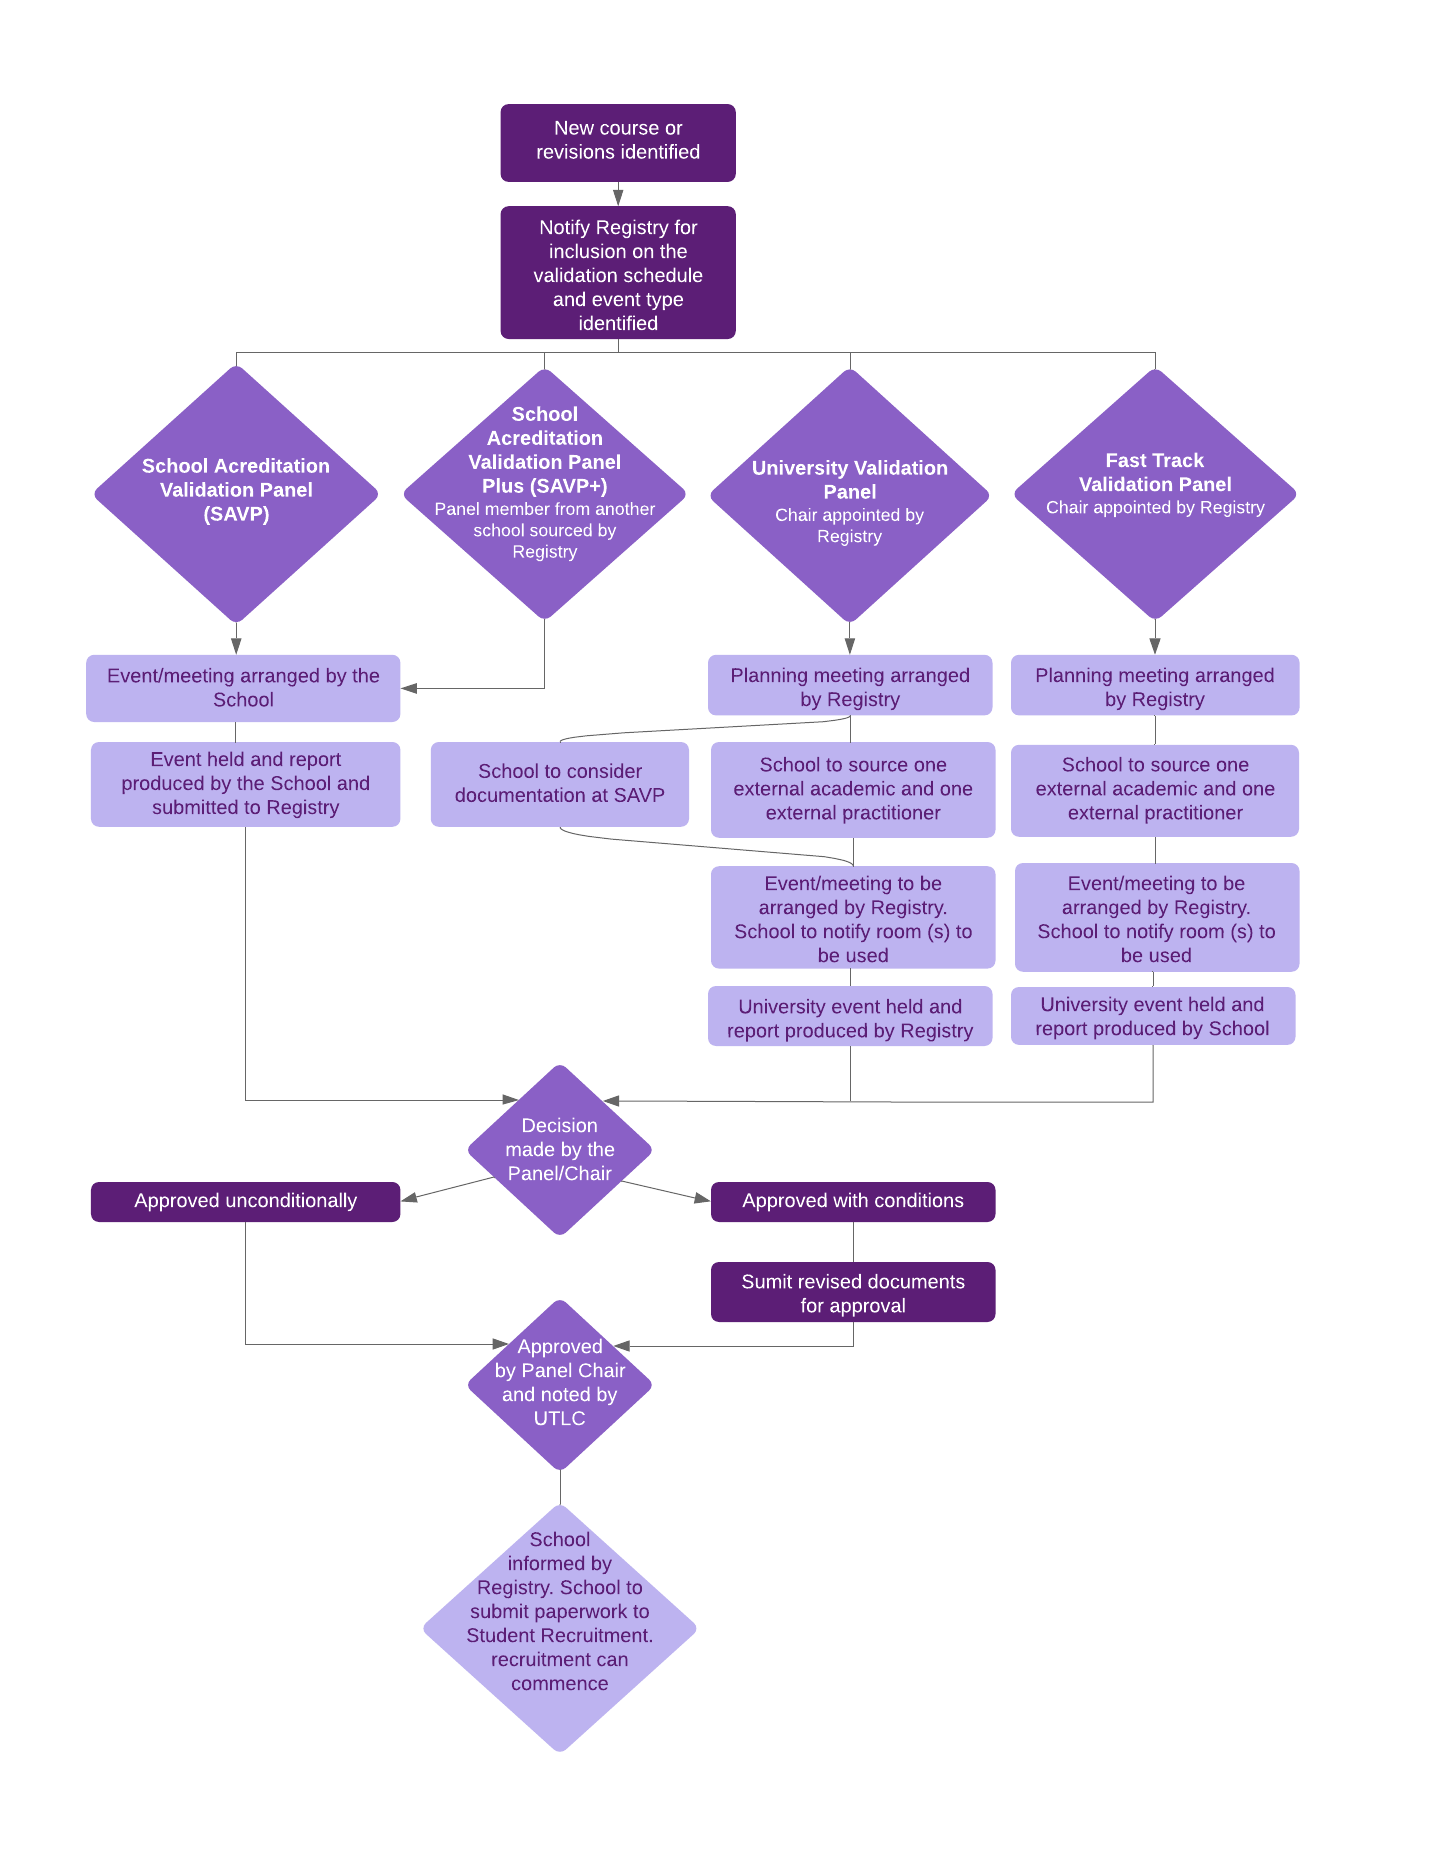 New course or
revisions identified
Notify Registry for
inclusion on the
validation schedule
and event type
identified
School Acreditation
Validation Panel
(SAVP)
School
Acreditation
Validation Panel
Plus (SAVP+)
Panel member from another
school sourced by
Registry
University Validation
Panel
Chair appointed by
Registry
Fast Track
Validation Panel
Chair appointed by Registry
Event/meeting arranged by the
School
Planning meeting arranged
by Registry
Planning meeting arranged
by Registry
Event held and report
produced by the School and
submitted to Registry
School to consider
documentation at SAVP
School to source one
external academic and one
external practitioner
School to source one
external academic and one
external practitioner
Event/meeting to be
arranged by Registry.
School to notify room (s) to
be used
Event/meeting to be
arranged by Registry.
School to notify room (s) to
be used
University event held and
report produced by Registry
University event held and
report produced by School
Decision
made by the
Panel/Chair
Approved unconditionally
Approved with conditions
Sumit revised documents
for approval
Approved
by Panel Chair
and noted by
UTLC
School
informed by
Registry. School to
submit paperwork to
Student Recruitment.
recruitment can
commence